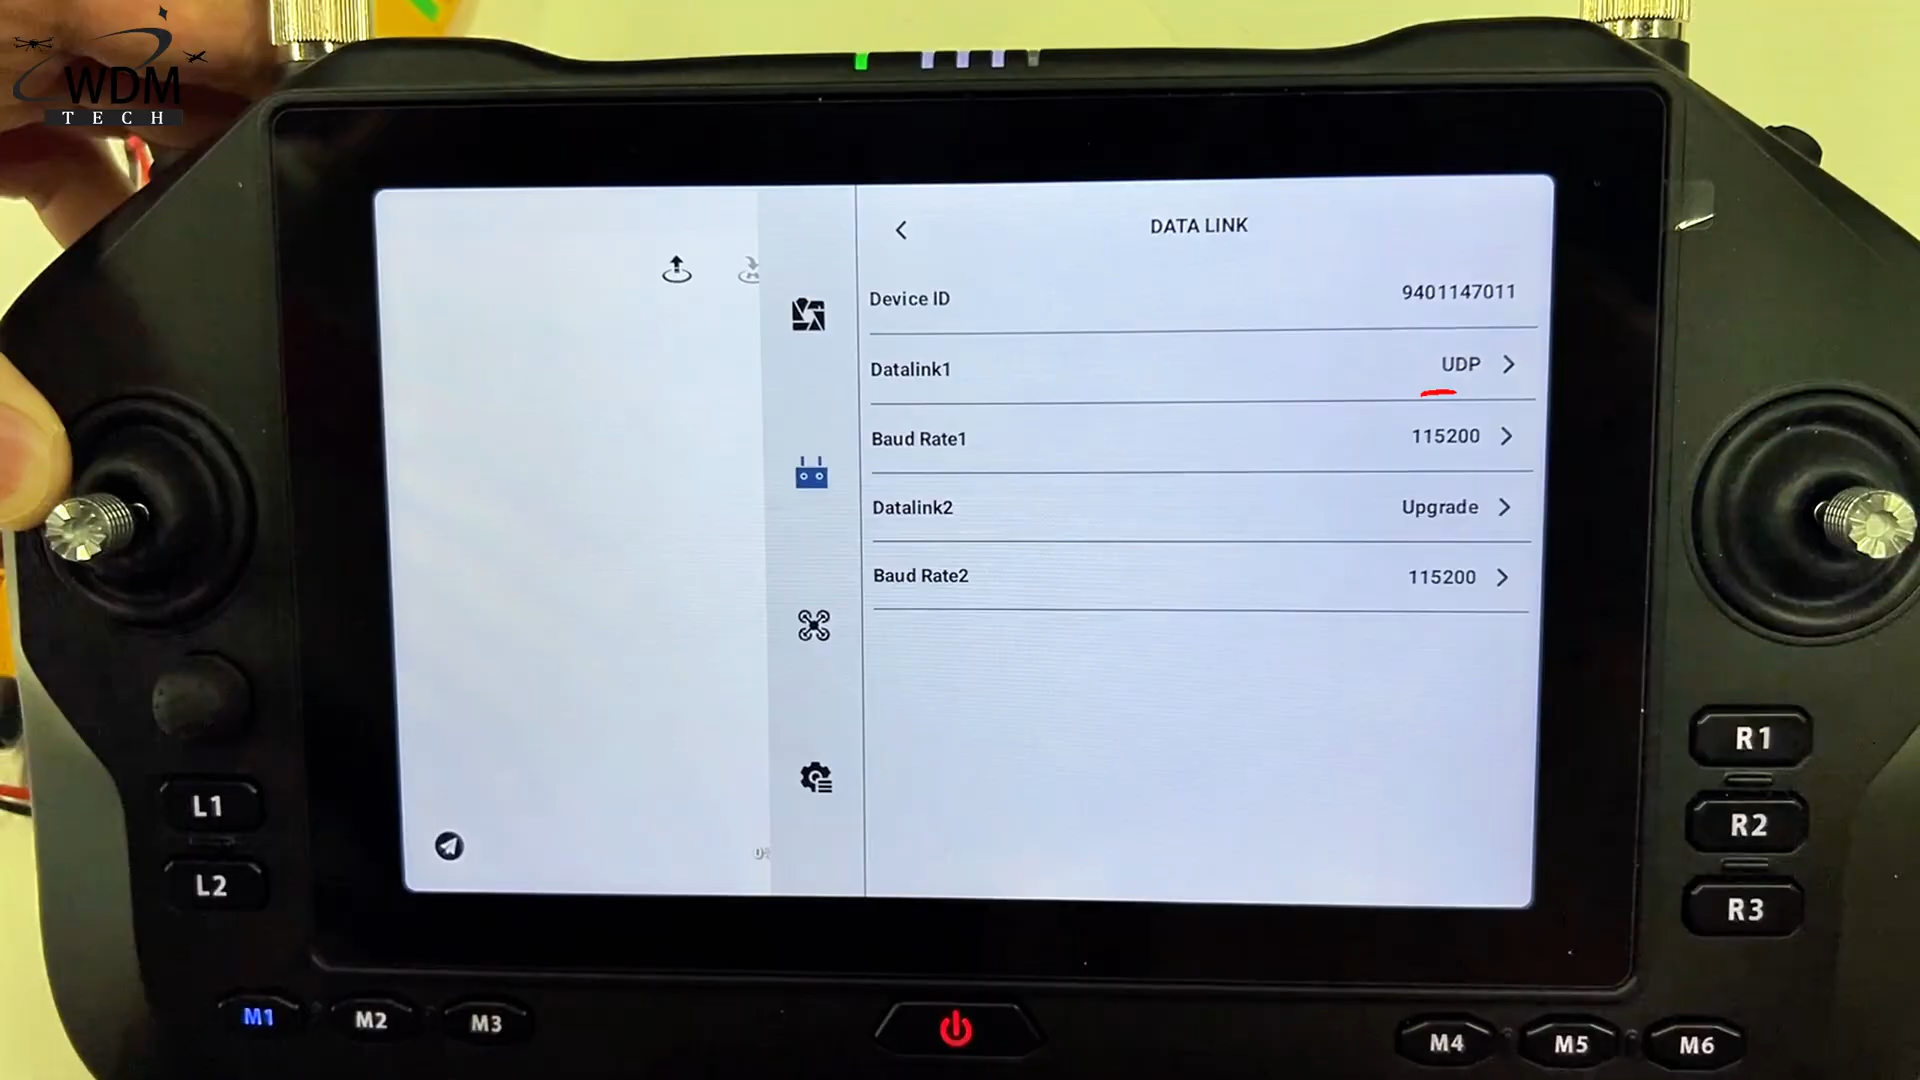 WDM
TECH
DATA LINK
Device ID 9401147011
Datalink1 UDP
Baud Rate1 115200
Datalink2 Upgrade
Baud Rate2 115200
L1
L2
R1
R2
R3
M1
M2
M3
M4
M5
M6